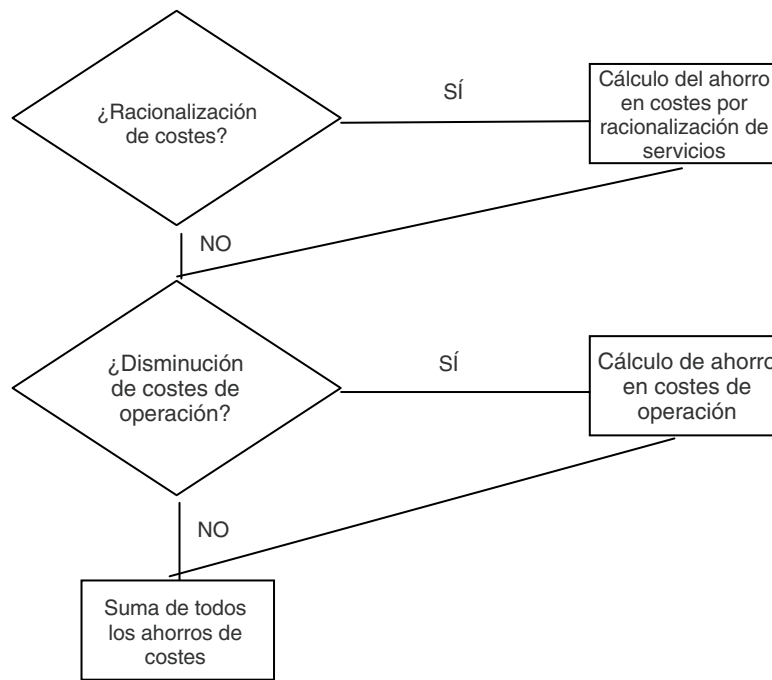 ¿Racionalización
de costes?
SÍ
Cálculo del ahorro
en costes por
racionalización de
servicios
NO
¿Disminución
de costes de
operación?
SÍ
Cálculo de ahorro
en costes de
operación
NO
Suma de todos
los ahorros de
costes